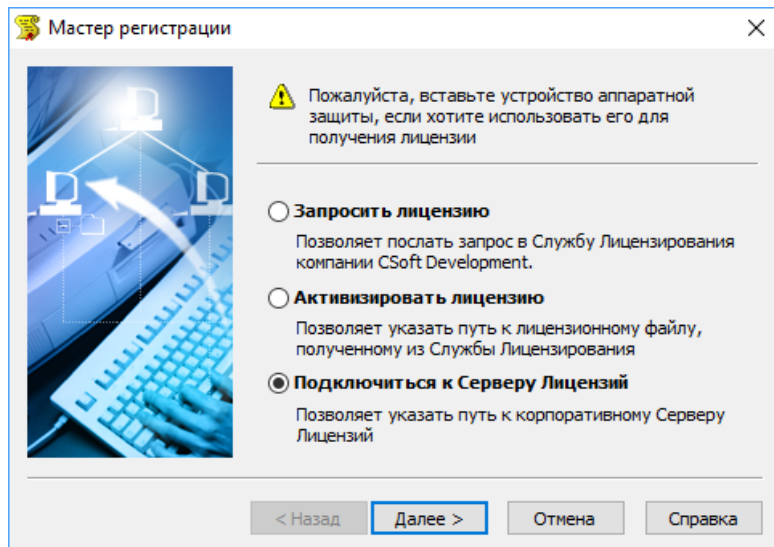 Мастер регистрации
Пожалуйста, вставьте устройство аппаратной
защиты, если хотите использовать его для
получения лицензии
Запросить лицензию
Позволяет послать запрос в Службу Лицензирования
компании CSoft Development.
Активизировать лицензию
Позволяет указать путь к лицензионному файлу,
полученному из Службы Лицензирования
Подключиться к Серверу Лицензий
Позволяет указать путь к корпоративному Серверу
Лицензий
< Назад
Далее >
Отмена
Справка